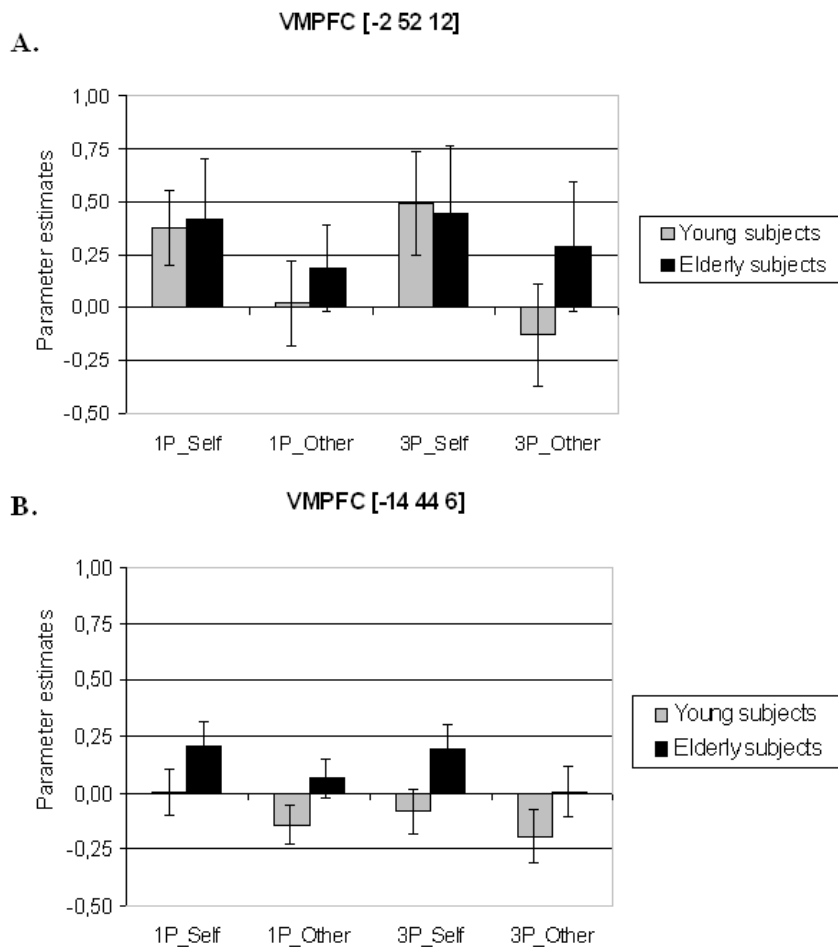 VMPFC [-2 52 12]
A.
1,00
0,75
0,50
0,25
0,00
-0,25
-0,50
Parameter estimates
1P_Self 1P_Other 3P_Self 3P_Other
Young subjects
Elderly subjects
VMPFC [-14 44 6]
B.
1,00
0,75
0,50
0,25
0,00
-0,25
-0,50
Parameter estimates
1P_Self 1P_Other 3P_Self 3P_Other
Young subjects
Elderly subjects